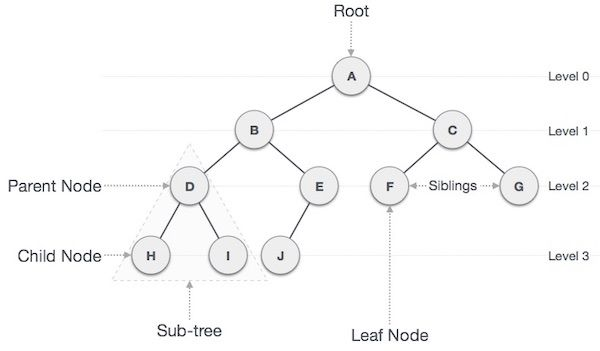 Root
A
Level 0
B
C
Level 1
Parent Node
D
E
F
Siblings
G
Level 2
Child Node
H
I
J
Level 3
Sub-tree
Leaf Node